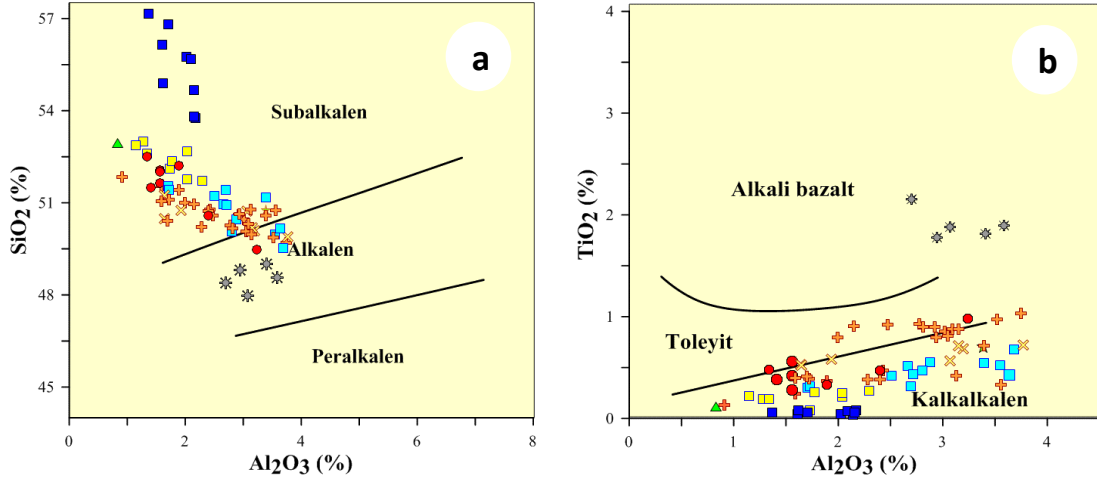 a
57
54
51
48
45
SiO₂ (%)
Subalkalen
Alkalen
Peralkalen
0 2 4 6 8
Al₂O₃ (%)
b
4
3
2
1
0
TiO₂ (%)
Alkali bazalt
Toleyit
Kalkalkalen
0 1 2 3 4
Al₂O₃ (%)